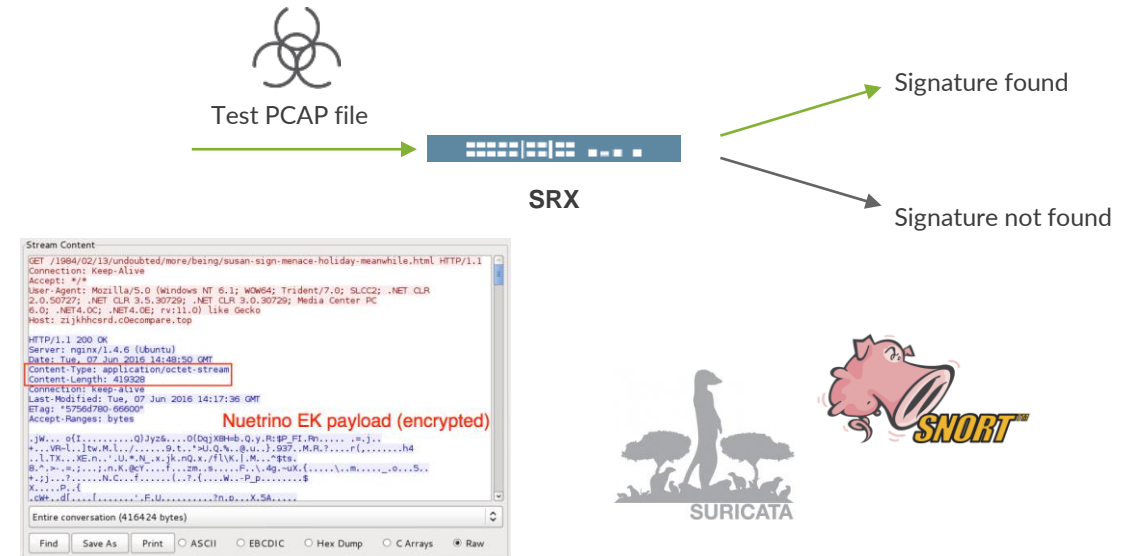 Test PCAP file
Signature found
SRX
Signature not found
Stream Content
GET /1984/02/13/undoubted/more/being/susan-sign-menace-holiday-meanwhile.html HTTP/1.1
Connection: Keep-Alive
Accept: */*
User-Agent: Mozilla/5.0 (Windows NT 6.1; WOW64; Trident/7.0; SLCC2; .NET CLR
2.0.50727; .NET CLR 3.5.30729; .NET CLR 3.0.30729; Media Center PC
6.0; .NET4.0C; .NET4.0E; rv:11.0) like Gecko
Host: zijkhhcsrd.c0ecompare.top
HTTP/1.1 200 OK
Server: nginx/1.4.6 (Ubuntu)
Date: Tue, 07 Jun 2016 14:48:50 GMT
Content-Type: application/octet-stream
Content-Length: 419328
Connection: keep-alive
Last-Modified: Tue, 07 Jun 2016 14:17:36 GMT
ETag: "5756d780-66600"
Accept-Ranges: bytes
Nuetrino EK payload (encrypted)
Entire conversation (416424 bytes)
Find Save As Print ASCII EBCDIC Hex Dump C Arrays Raw
SURICATA
SNORT